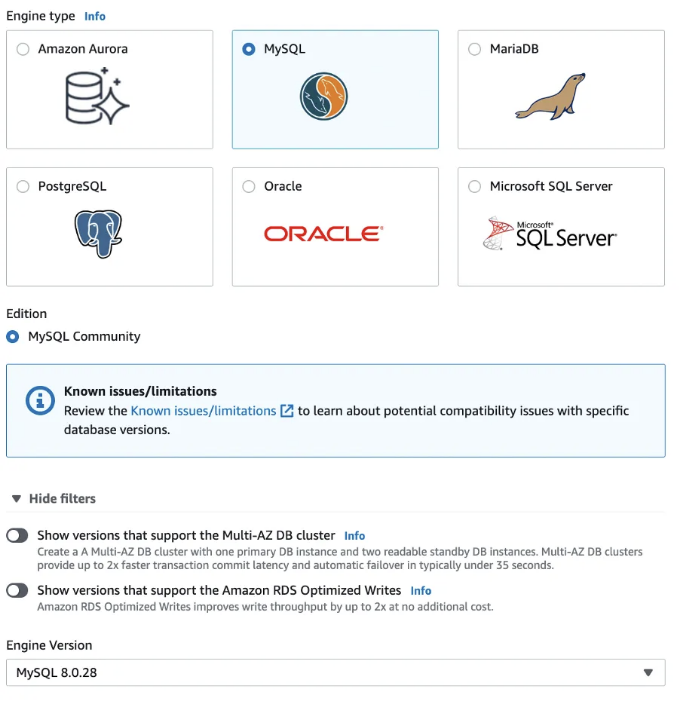 Engine type Info
Amazon Aurora
MySQL
MariaDB
PostgreSQL
Oracle
Microsoft SQL Server
ORACLE
Microsoft
SQL Server
Edition
MySQL Community
Known issues/limitations
Review the Known issues/limitations to learn about potential compatibility issues with specific
database versions.
Hide filters
Show versions that support the Multi-AZ DB cluster Info
Create a A Multi-AZ DB cluster with one primary DB instance and two readable standby DB instances. Multi-AZ DB clusters
provide up to 2x faster transaction commit latency and automatic failover in typically under 35 seconds.
Show versions that support the Amazon RDS Optimized Writes Info
Amazon RDS Optimized Writes improves write throughput by up to 2x at no additional cost.
Engine Version
MySQL 8.0.28